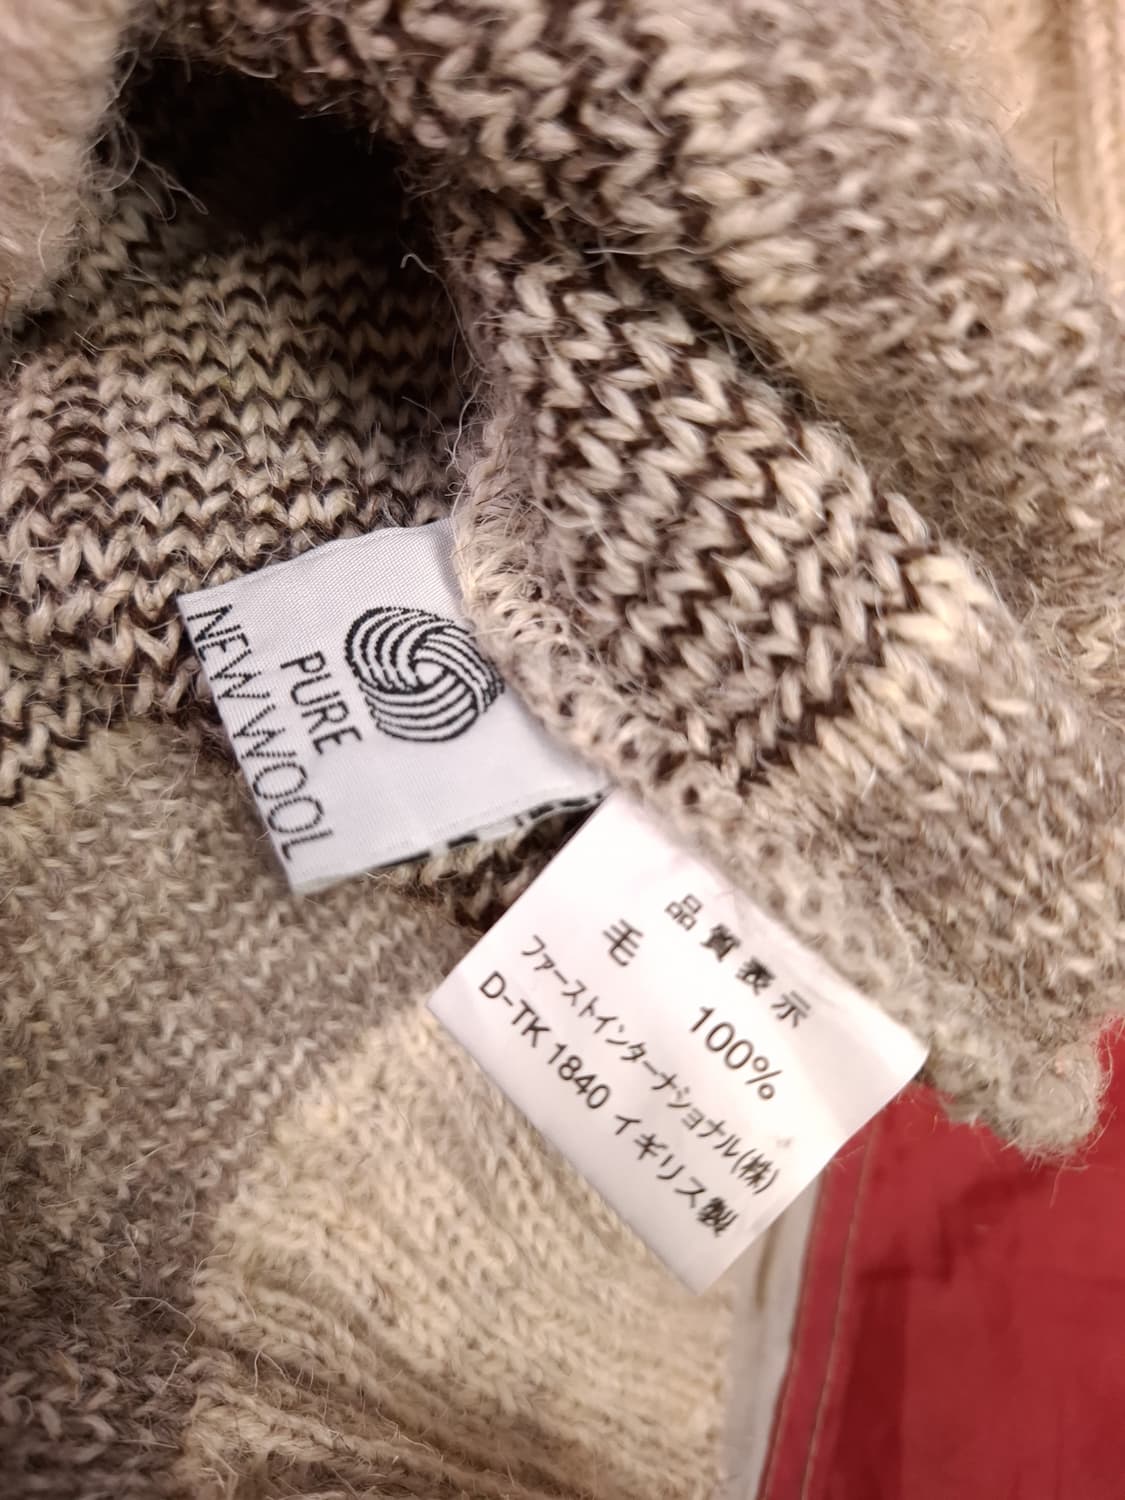 PURE
NEW WOOL
品質表示
毛 100%
ファーストインターナショナル(株)
D-TK 1840 イギリス製